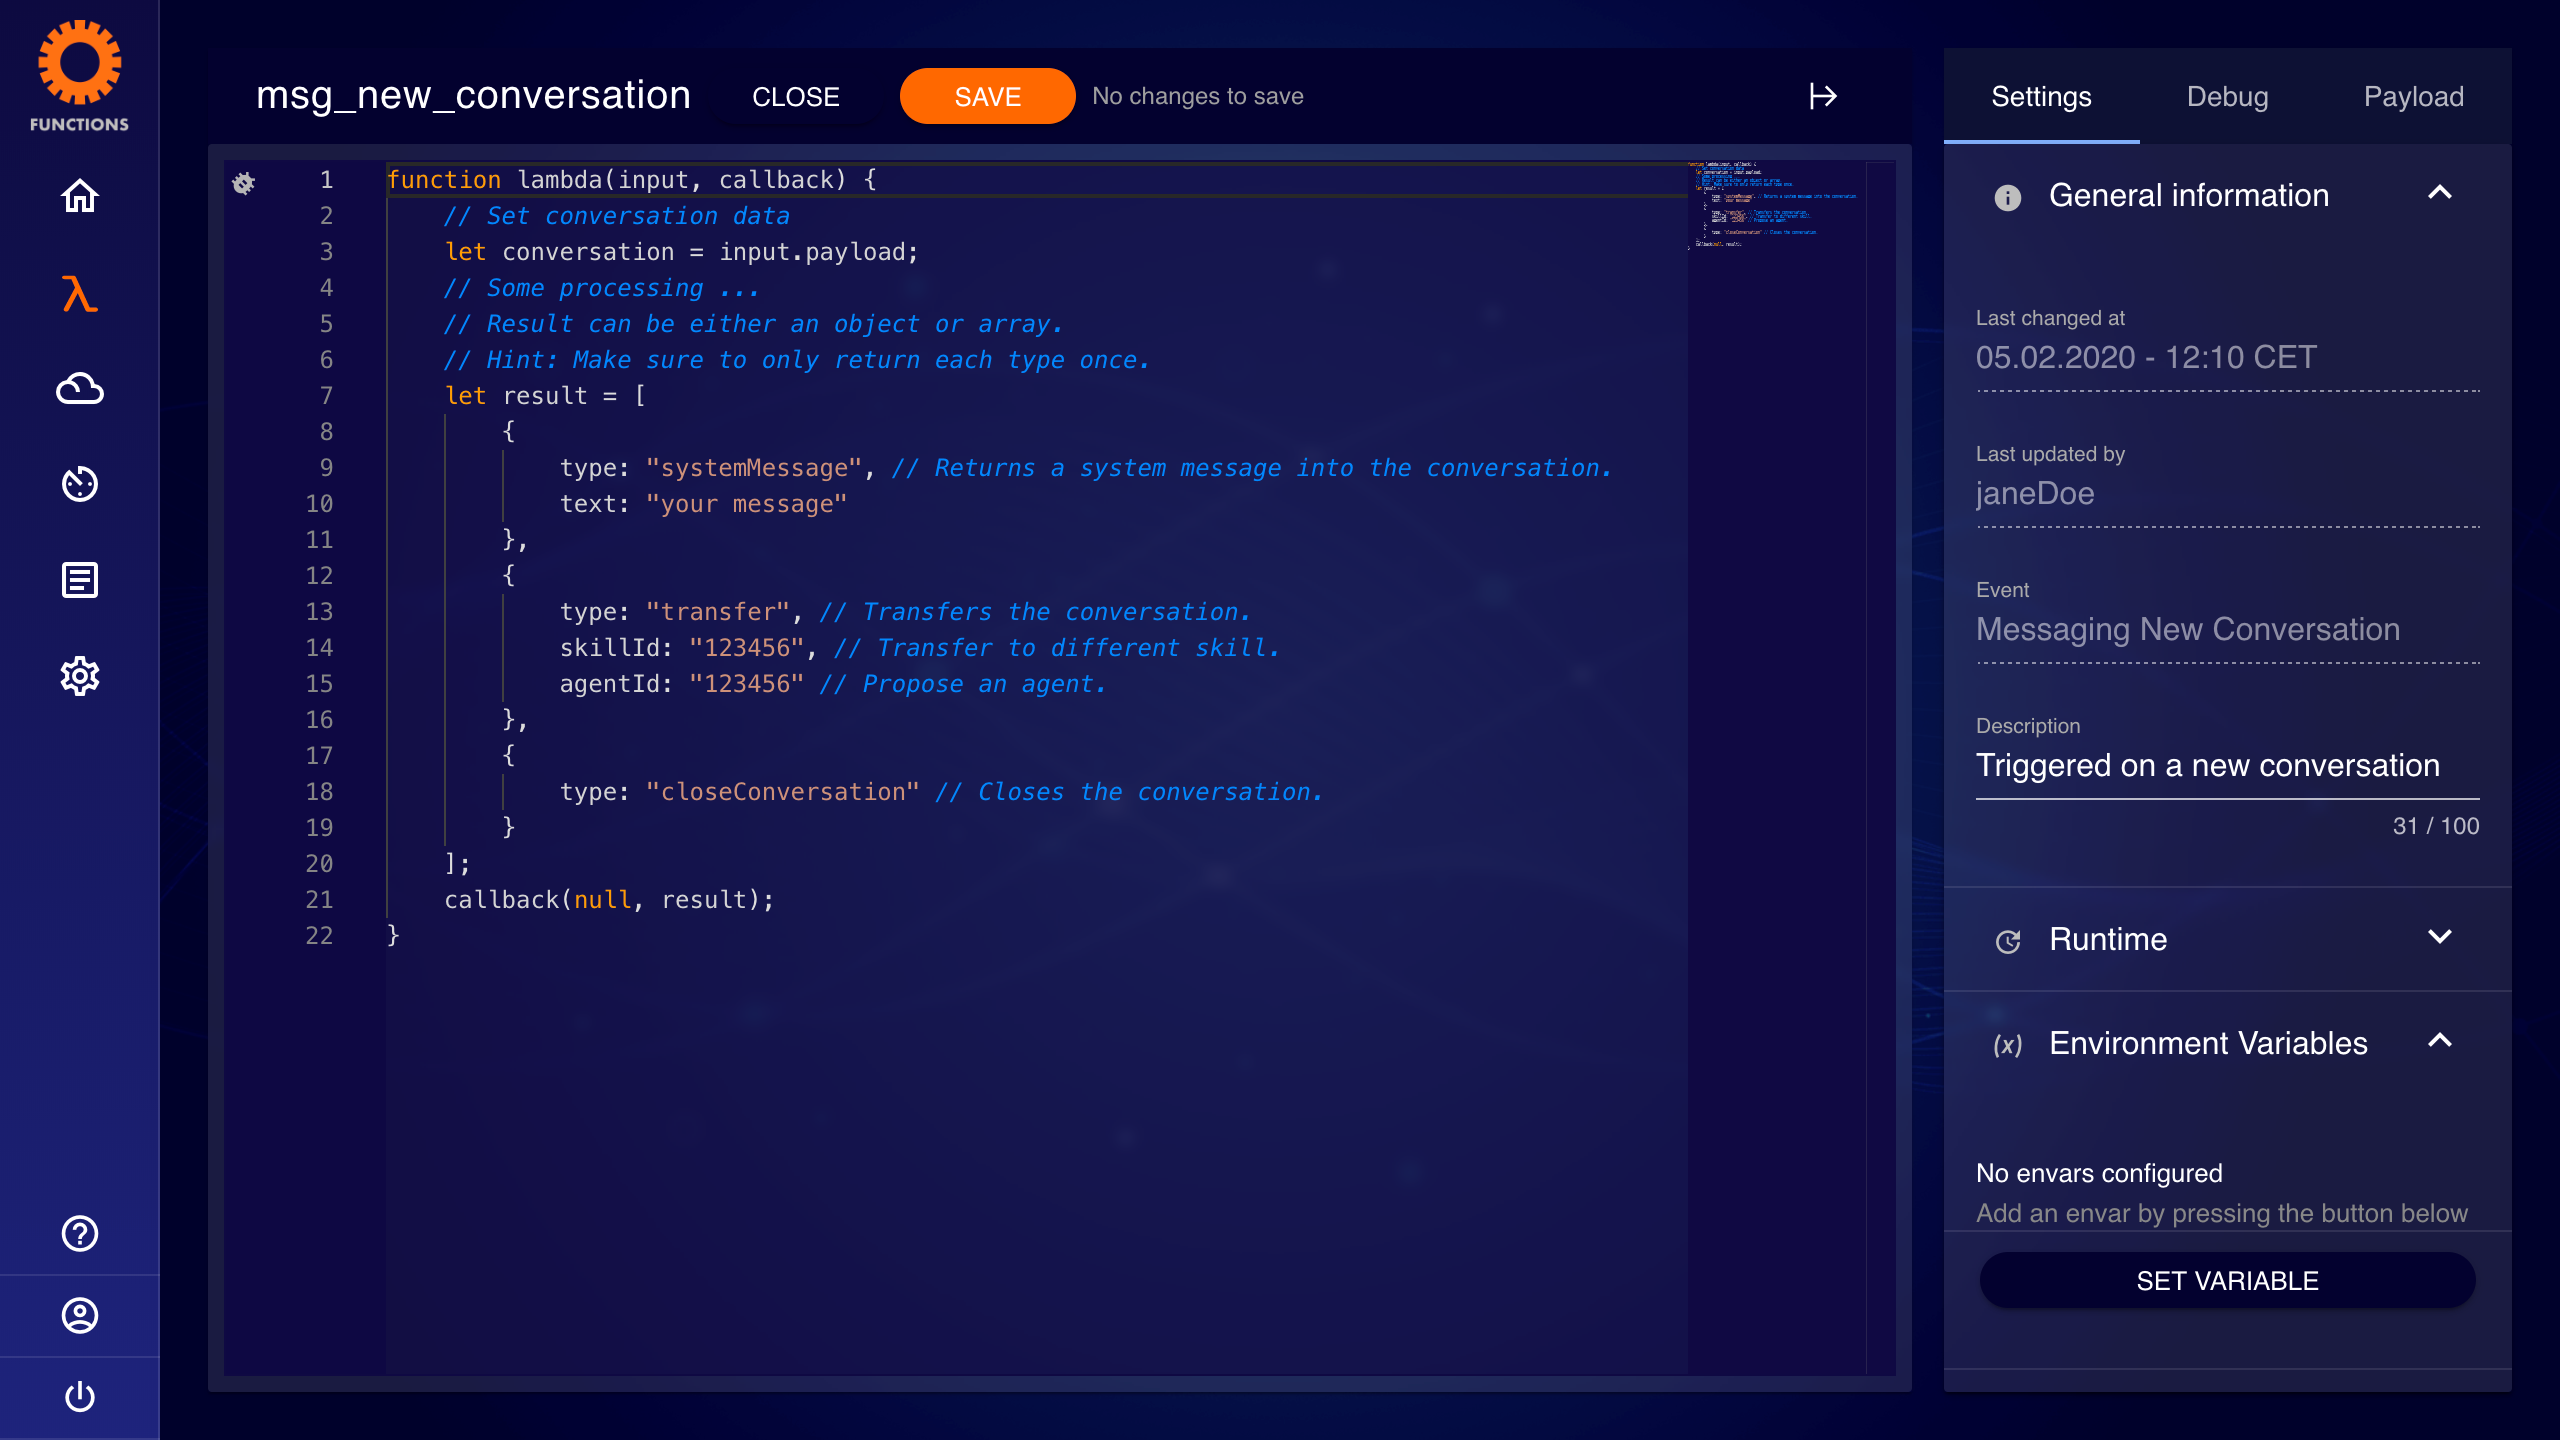 FUNCTIONS
msg_new_conversation
CLOSE
SAVE
No changes to save
1 function lambda(input, callback) {
2 // Set conversation data
3 let conversation = input.payload;
4 // Some processing ...
5 // Result can be either an object or array.
6 // Hint: Make sure to only return each type once.
7 let result = [
8 {
9 type: "systemMessage", // Returns a system message into the conversation.
10 text: "your message"
11 },
12 {
13 type: "transfer", // Transfers the conversation.
14 skillId: "123456", // Transfer to different skill.
15 agentId: "123456" // Propose an agent.
16 },
17 {
18 type: "closeConversation" // Closes the conversation.
19 }
20 ];
21 callback(null, result);
22 }
Settings
Debug
Payload
General information
Last changed at
05.02.2020 - 12:10 CET
Last updated by
janeDoe
Event
Messaging New Conversation
Description
Triggered on a new conversation
31 / 100
Runtime
(x) Environment Variables
No envars configured
Add an envar by pressing the button below
SET VARIABLE